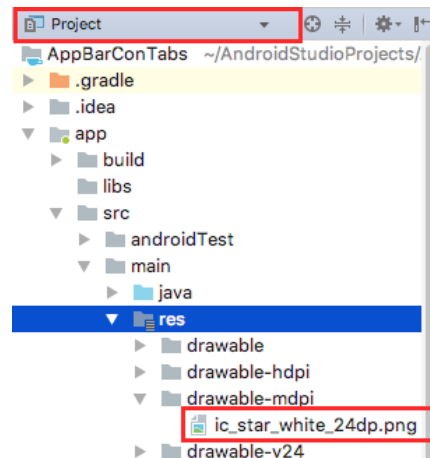 Project
AppBarConTabs ~/AndroidStudioProjects/
.gradle
.idea
app
build
libs
src
androidTest
main
java
res
drawable
drawable-hdpi
drawable-mdpi
ic_star_white_24dp.png
drawable-v24